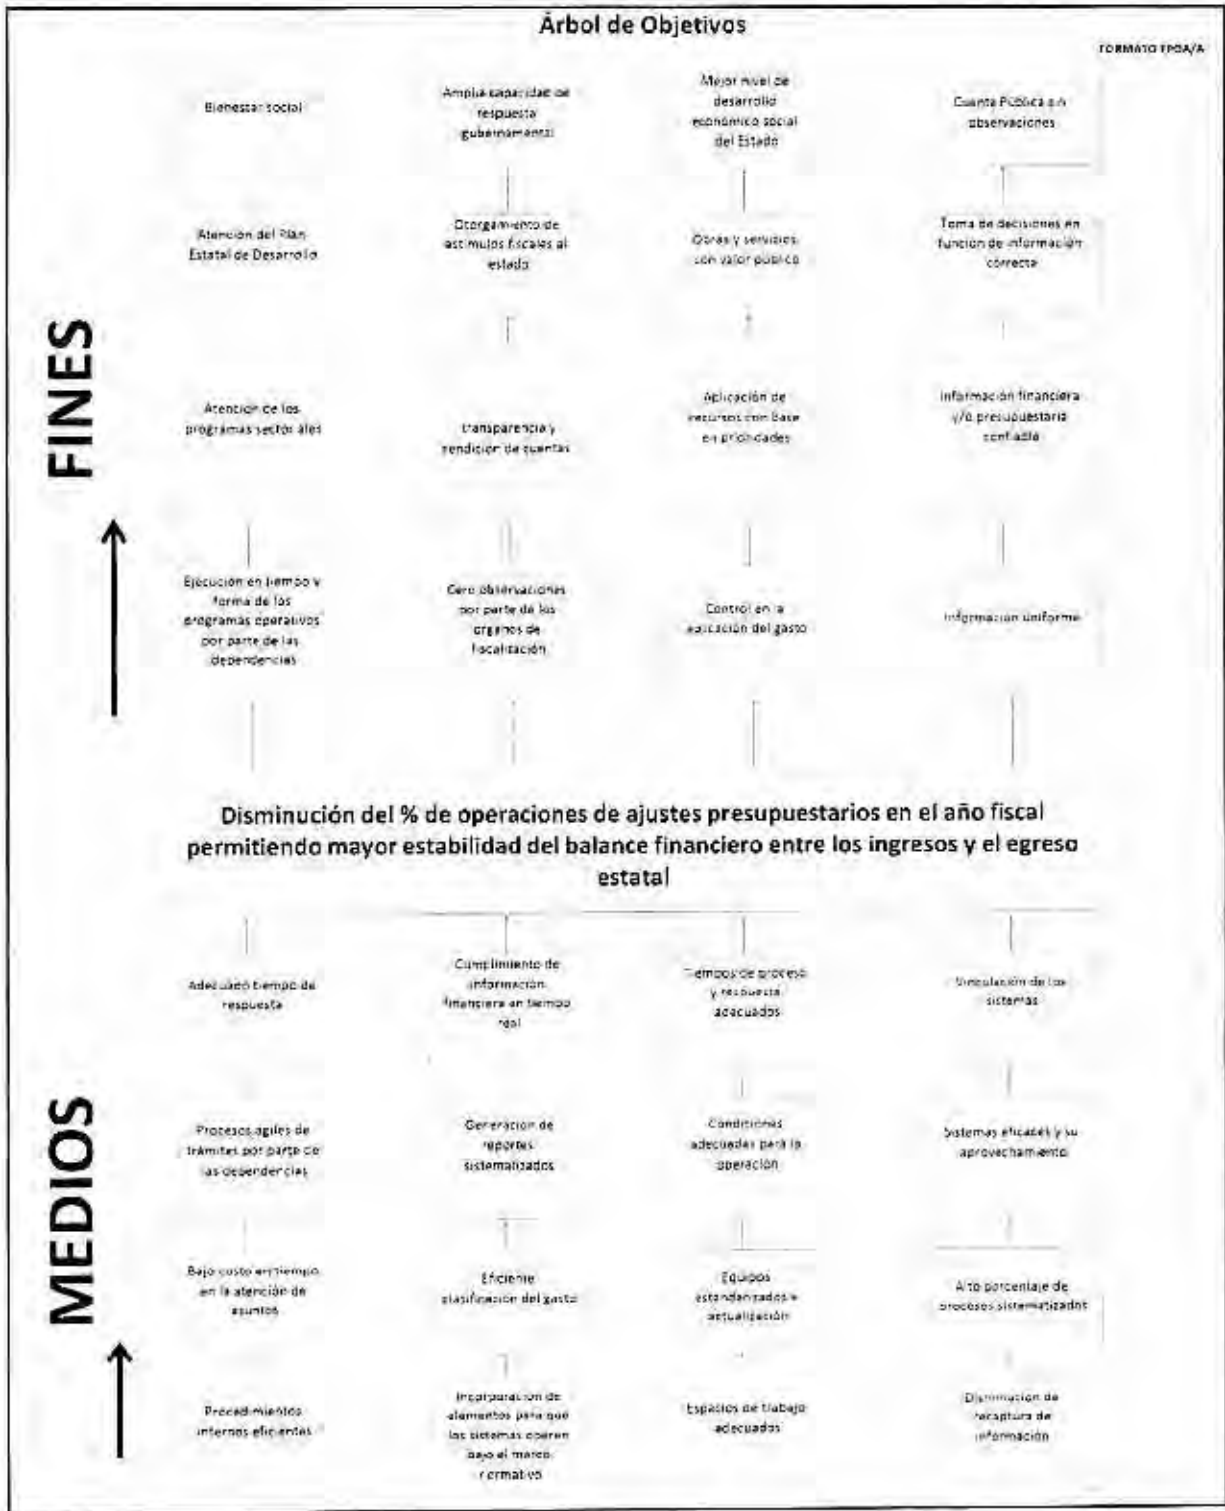 Árbol de Objetivos
FORMATO FPGA/A
Bienestar social
Amplia capacidad de
respuesta
gubernamental
Mejor nivel de
desarrollo
económico social
del Estado
Cuenta Pública sin
observaciones
Atención del Plan
Estatal de Desarrollo
Otorgamiento de
estímulos fiscales al
estado
Obras y servicios
con valor público
Toma de decisiones en
función de información
correcta
FINES
Atención de los
programas sectoriales
transparencia y
rendición de cuentas
Aplicación de
recursos con base
en prioridades
Información financiera
y/o presupuestaria
confiable
Ejecución en tiempo y
forma de los
programas operativos
por parte de las
dependencias
Cero observaciones
por parte de los
órganos de
fiscalización
Control en la
aplicación del gasto
Información uniforme
Disminución del % de operaciones de ajustes presupuestarios en el año fiscal
permitiendo mayor estabilidad del balance financiero entre los ingresos y el egreso
estatal
Adecuado tiempo de
respuesta
Cumplimiento de
información
financiera en tiempo
real
Tiempos de proceso
y respuesta
adecuados
Vinculación de los
sistemas
MEDIOS
Procesos agiles de
trámites por parte de
las dependencias
Generación de
reportes
sistematizados
Condiciones
adecuadas para la
operación
Sistemas eficaces y su
aprovechamiento
Bajo costo en tiempo
en la atención de
asuntos
Eficiente
clasificación del gasto
Equipos
estandarizados
actualización
Alto porcentaje de
procesos sistematizados
Procedimientos
internos eficientes
Incorporación de
elementos para que
los sistemas operen
bajo el marco
normativo
Espacios de trabajo
adecuados
Disminución de
recaptura de
información